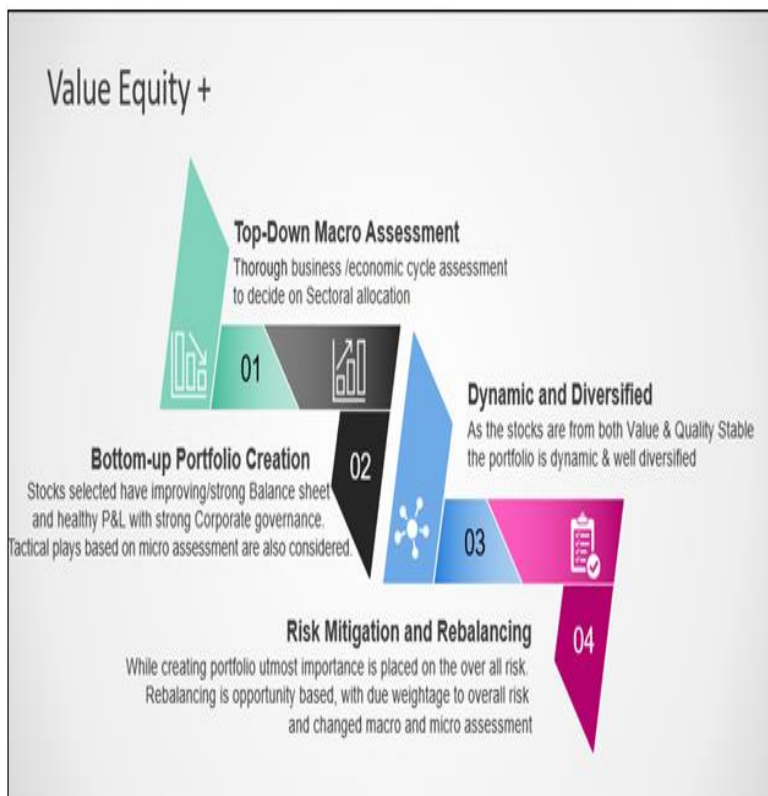 Value Equity +
Top-Down Macro Assessment
Thorough business /economic cycle assessment
to decide on Sectoral allocation
01
Bottom-up Portfolio Creation
Stocks selected have improving/strong Balance sheet
and healthy P&L with strong Corporate governance.
Tactical plays based on micro assessment are also considered.
02
Dynamic and Diversified
As the stocks are from both Value & Quality Stable
the portfolio is dynamic & well diversified
03
Risk Mitigation and Rebalancing
While creating portfolio utmost importance is placed on the over all risk.
Rebalancing is opportunity based, with due weightage to overall risk
and changed macro and micro assessment
04